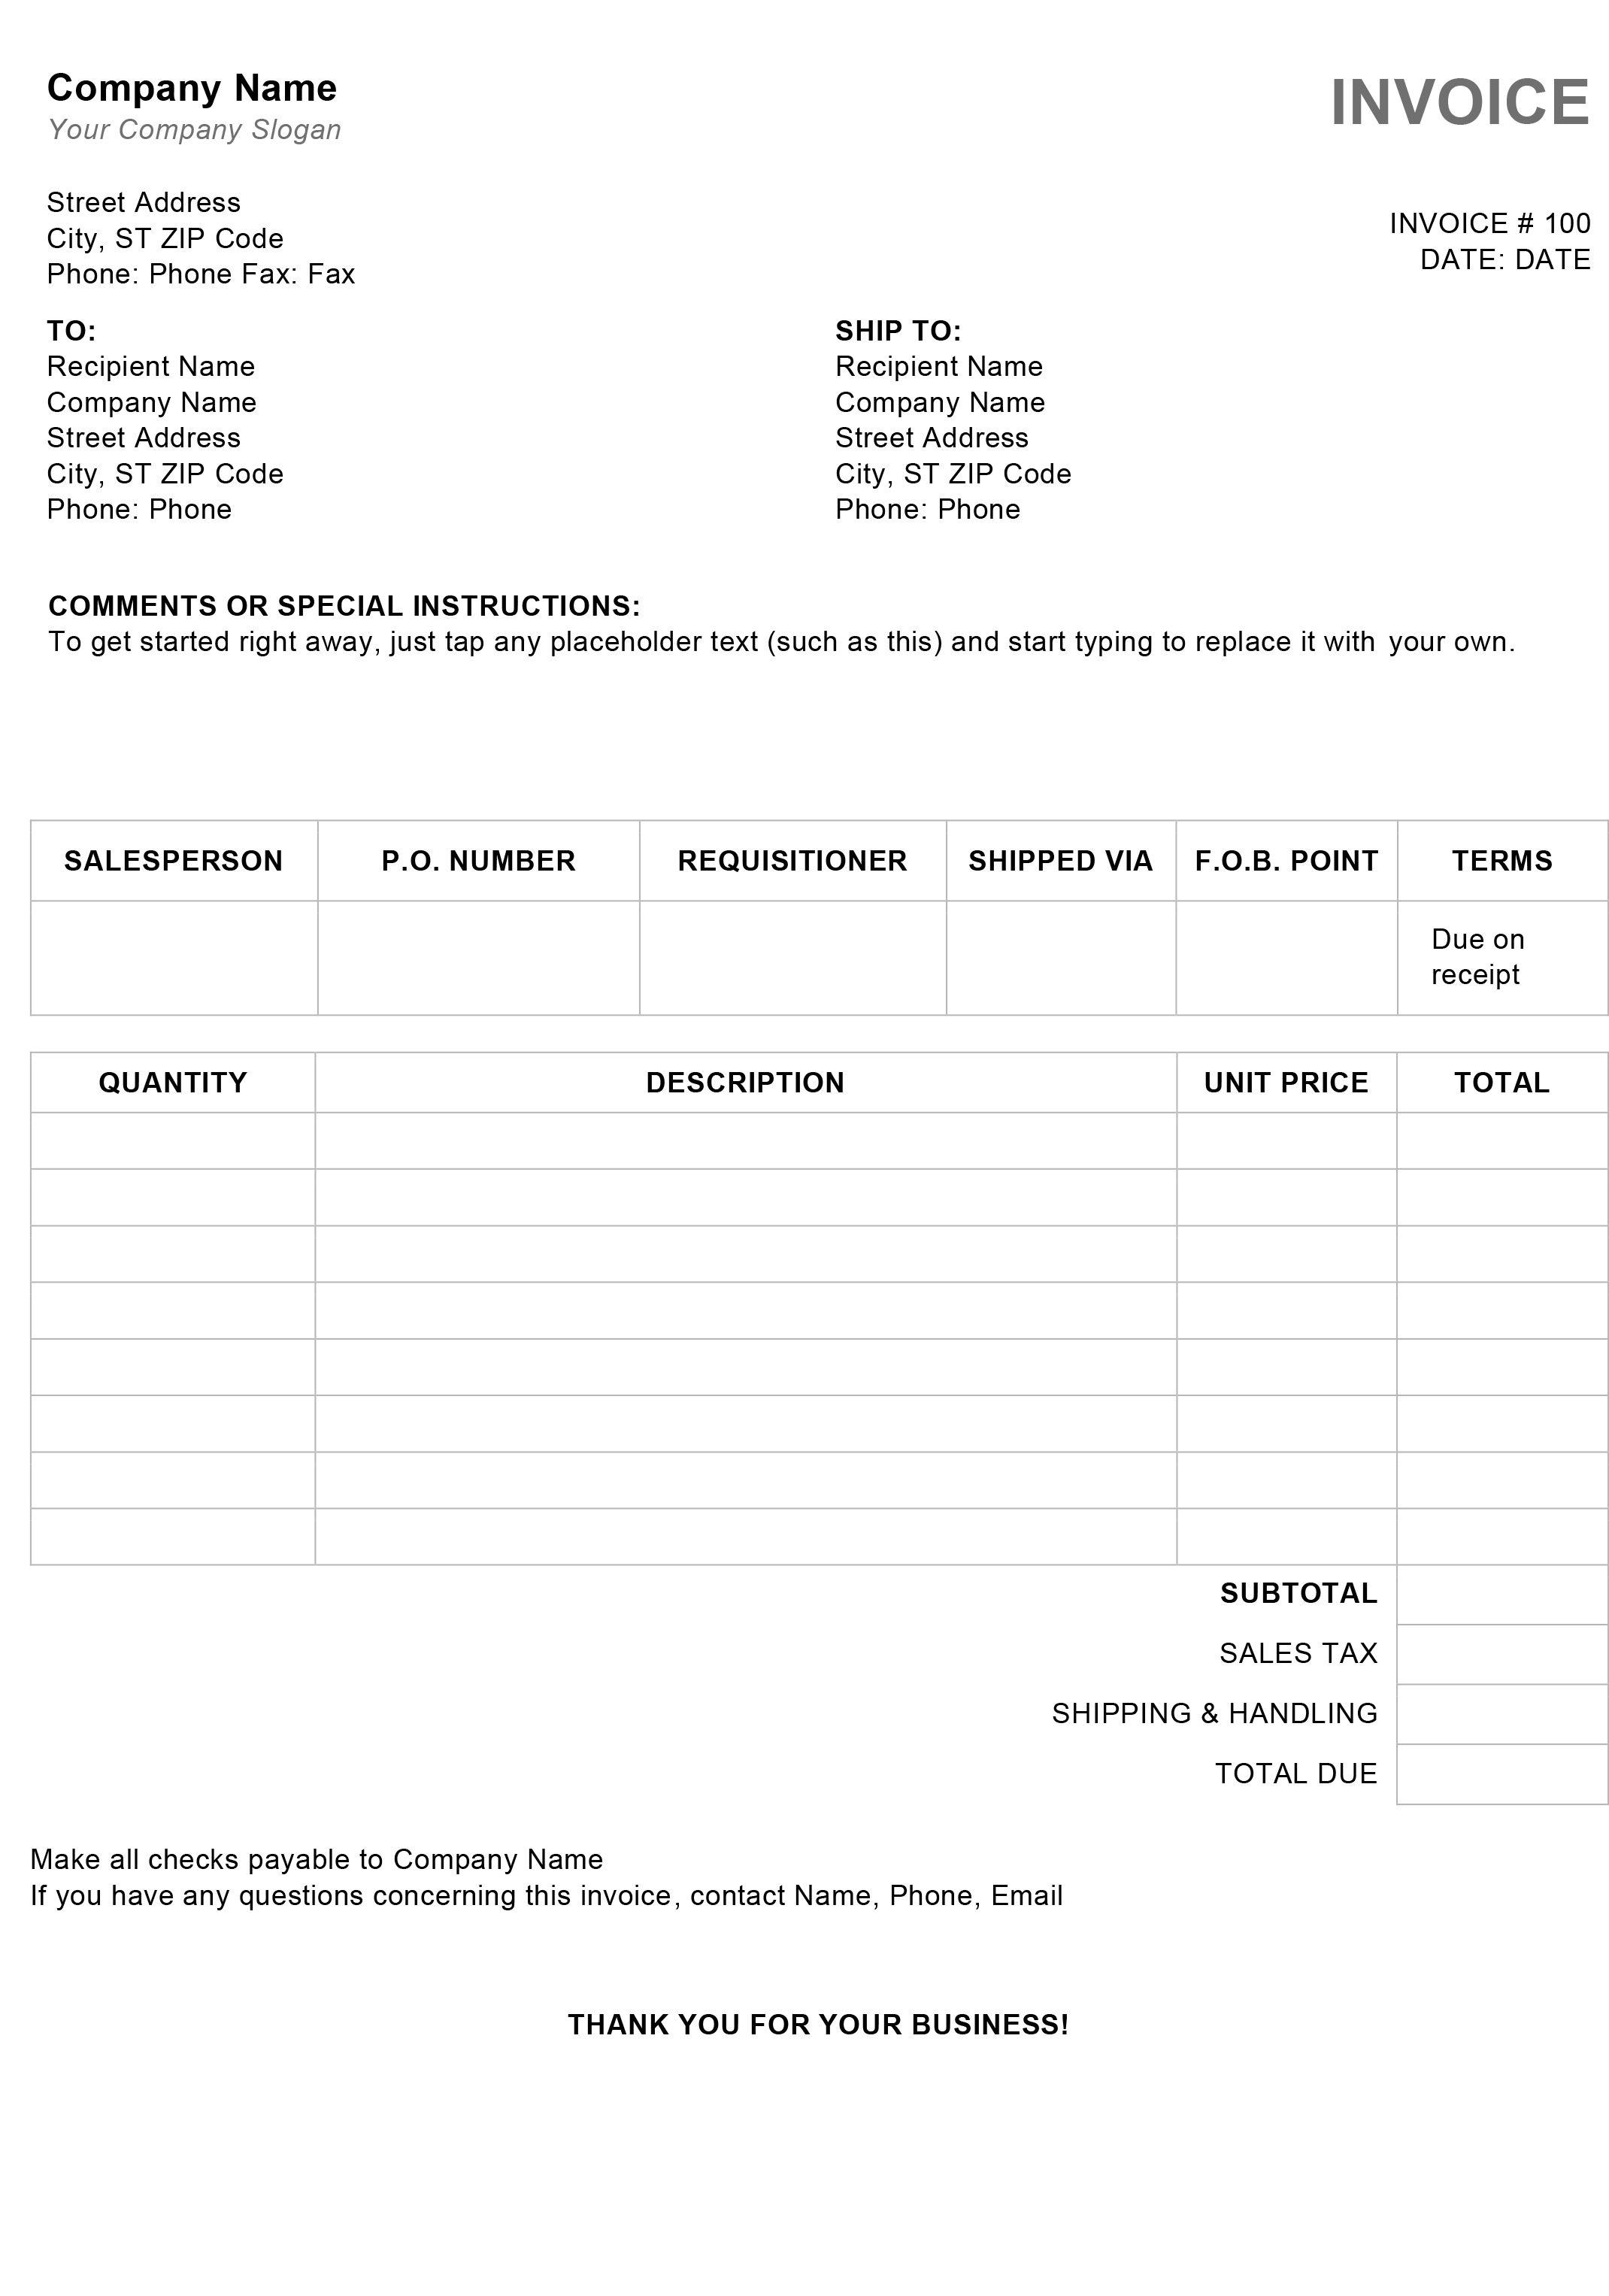 Company Name
Your Company Slogan
INVOICE
Street Address
City, ST ZIP Code
Phone: Phone Fax: Fax
INVOICE # 100
DATE: DATE
TO:
Recipient Name
Company Name
Street Address
City, ST ZIP Code
Phone: Phone
SHIP TO:
Recipient Name
Company Name
Street Address
City, ST ZIP Code
Phone: Phone
COMMENTS OR SPECIAL INSTRUCTIONS:
To get started right away, just tap any placeholder text (such as this) and start typing to replace it with your own.
SALESPERSON P.O. NUMBER REQUISITIONER SHIPPED VIA F.O.B. POINT TERMS
Due on
receipt
QUANTITY DESCRIPTION UNIT PRICE TOTAL
SUBTOTAL
SALES TAX
SHIPPING & HANDLING
TOTAL DUE
Make all checks payable to Company Name
If you have any questions concerning this invoice, contact Name, Phone, Email
THANK YOU FOR YOUR BUSINESS!